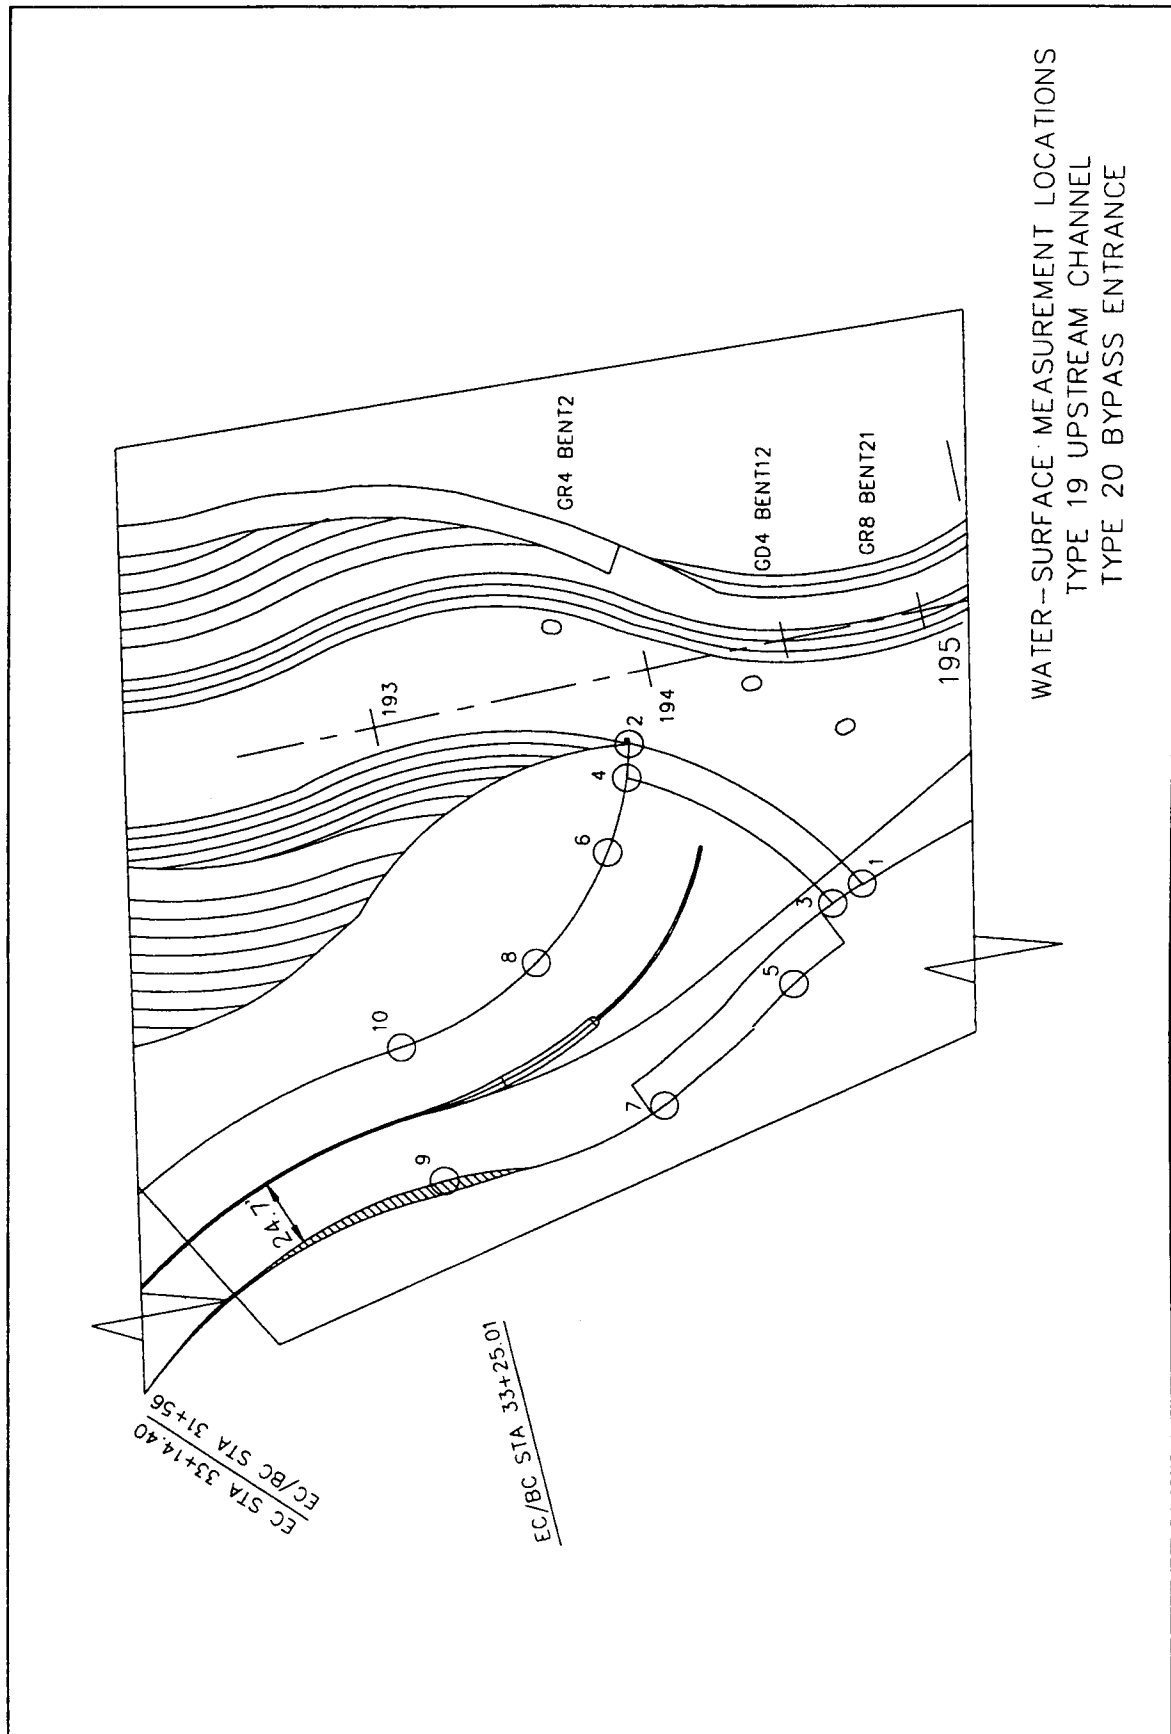 EC STA 33+14.40
EC/BC STA 31+56
EC/BC STA 33+25.01
24.7'
9
10
7
8
5
6
3
4
1
2
193
194
195
GR4 BENT2
GD4 BENT12
GR8 BENT21
WATER-SURFACE MEASUREMENT LOCATIONS
TYPE 19 UPSTREAM CHANNEL
TYPE 20 BYPASS ENTRANCE